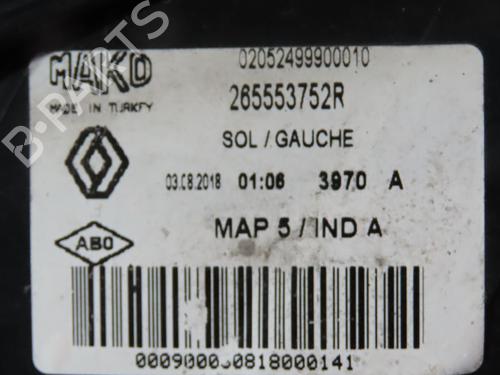 MAKO
MADE IN TURKEY
02052499900010
265553752R
SOL / GAUCHE
03.08.2018 01:06 3970 A
ABO
MAP 5 / IND A
B-PARTS